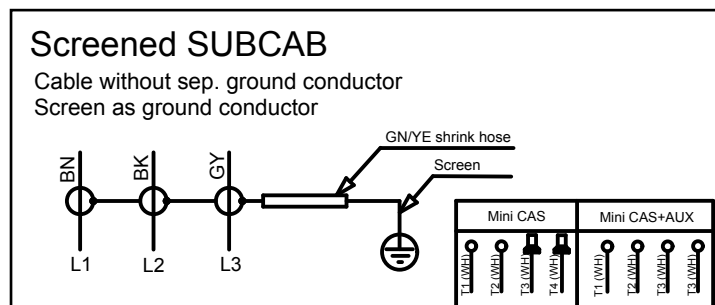 Screened SUBCAB
Cable without sep. ground conductor
Screen as ground conductor
GN/YE shrink hose
Screen
BN
BK
GY
L1
L2
L3
Mini CAS
Mini CAS+AUX
T1 (WH)
T2 (WH)
T3 (WH)
T4 (WH)
T1 (WH)
T2 (WH)
T3 (WH)
T3 (WH)